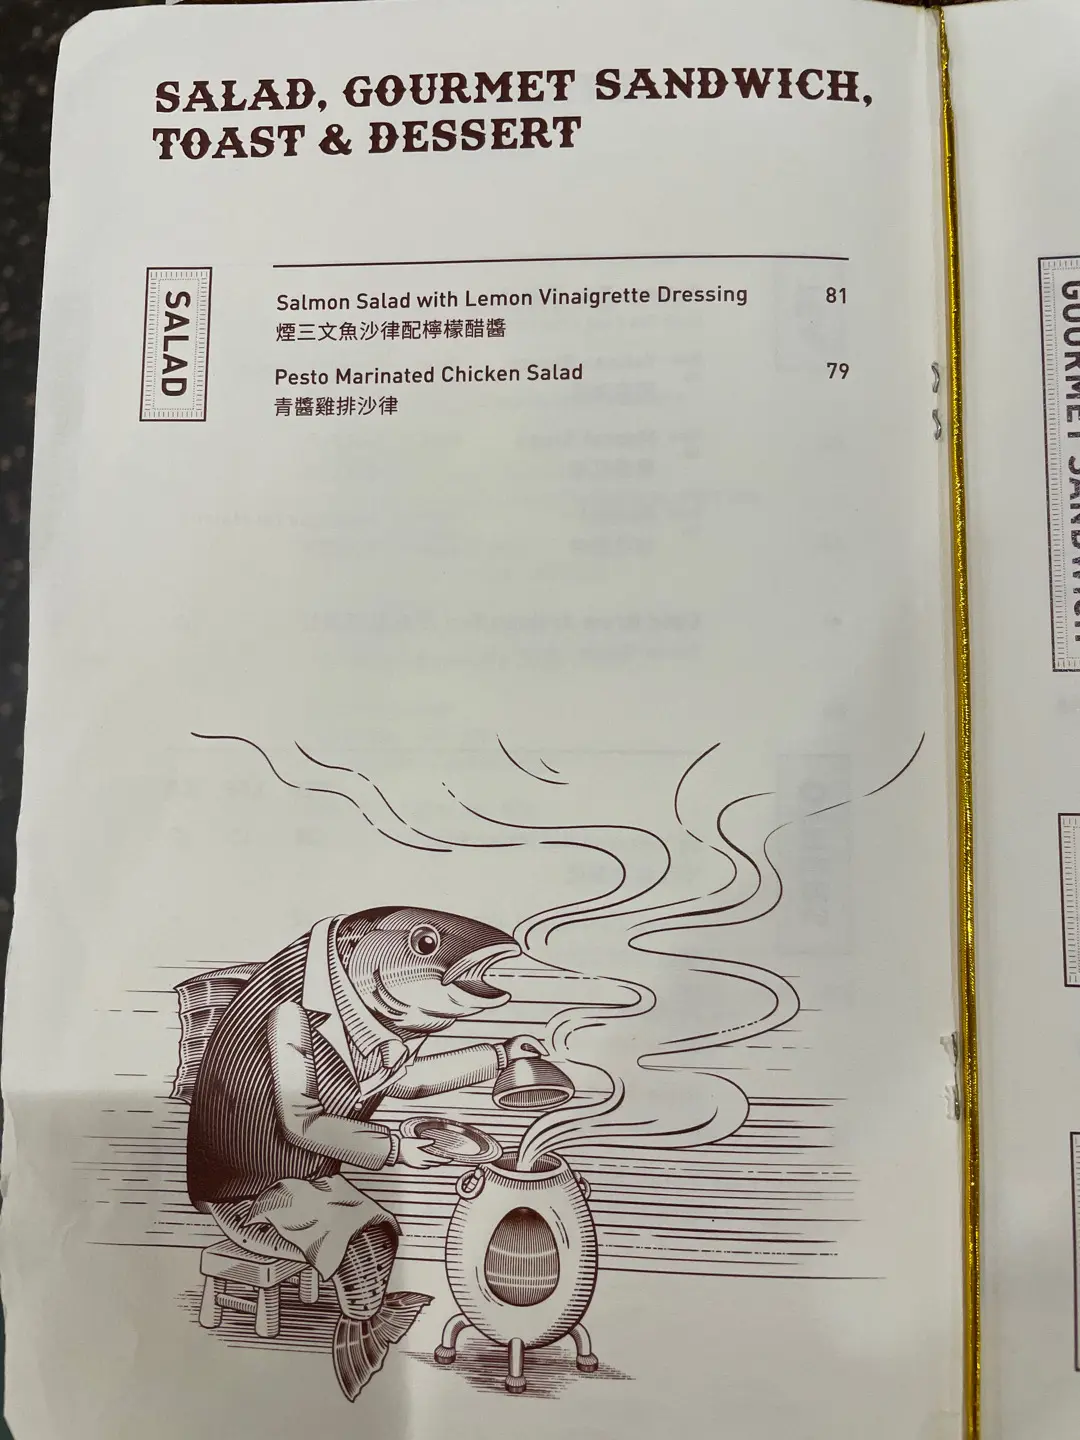 SALAD, GOURMET SANDWICH,
TOAST & DESSERT
SALAD
Salmon Salad with Lemon Vinaigrette Dressing 81
煙三文魚沙律配檸檬醋醬
Pesto Marinated Chicken Salad 79
青醬雞排沙律
GOURMET SANDWICH